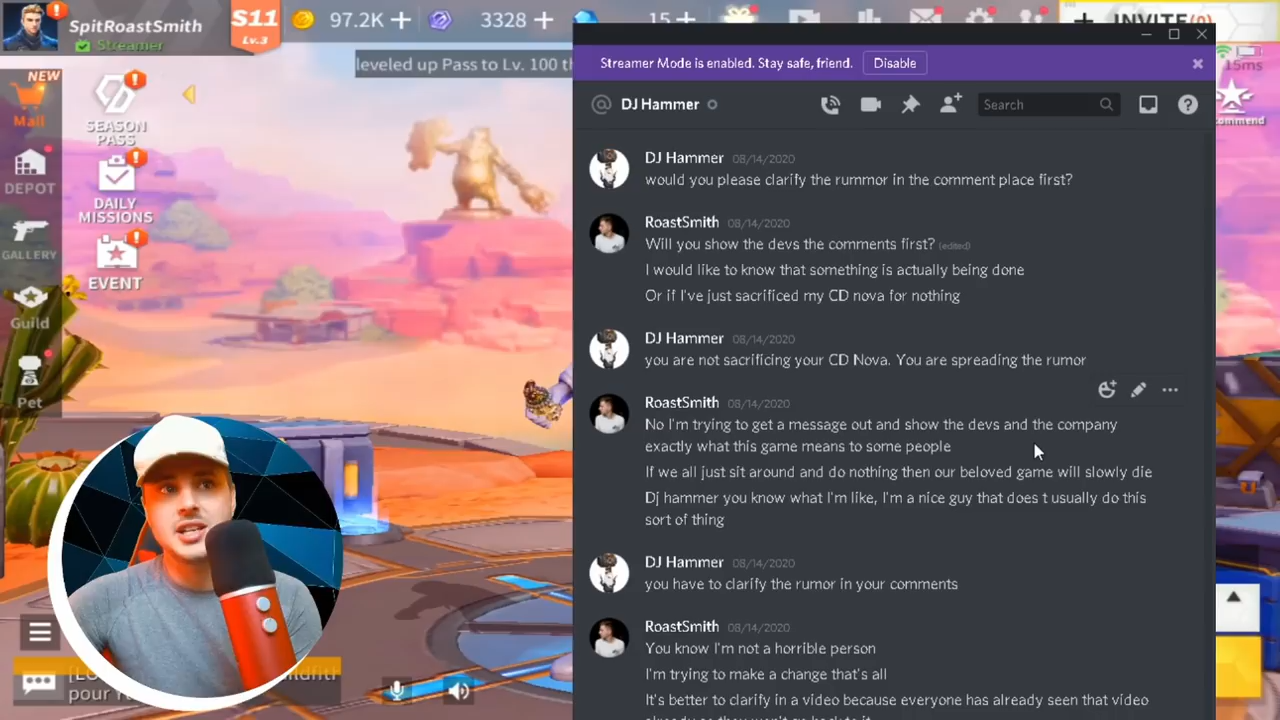 SpitRoastSmith
Streamer
S11
Lv.3
97.2K
3328
15
INVITE(0)
leveled up Pass to Lv. 100 th
15ms
NEW
Mall
SEASON
PASS
DEPOT
DAILY
MISSIONS
GALLERY
EVENT
Guild
Pet
Streamer Mode is enabled. Stay safe, friend.
Disable
@ DJ Hammer
Search
DJ Hammer 08/14/2020
would you please clarify the rummor in the comment place first?
RoastSmith 08/14/2020
Will you show the devs the comments first? (edited)
I would like to know that something is actually being done
Or if I've just sacrificed my CD nova for nothing
DJ Hammer 08/14/2020
you are not sacrificing your CD Nova. You are spreading the rumor
RoastSmith 08/14/2020
No I'm trying to get a message out and show the devs and the company
exactly what this game means to some people
If we all just sit around and do nothing then our beloved game will slowly die
Dj hammer you know what I'm like, I'm a nice guy that does t usually do this
sort of thing
DJ Hammer 08/14/2020
you have to clarify the rumor in your comments
RoastSmith 08/14/2020
You know I'm not a horrible person
I'm trying to make a change that's all
It's better to clarify in a video because everyone has already seen that video
pour